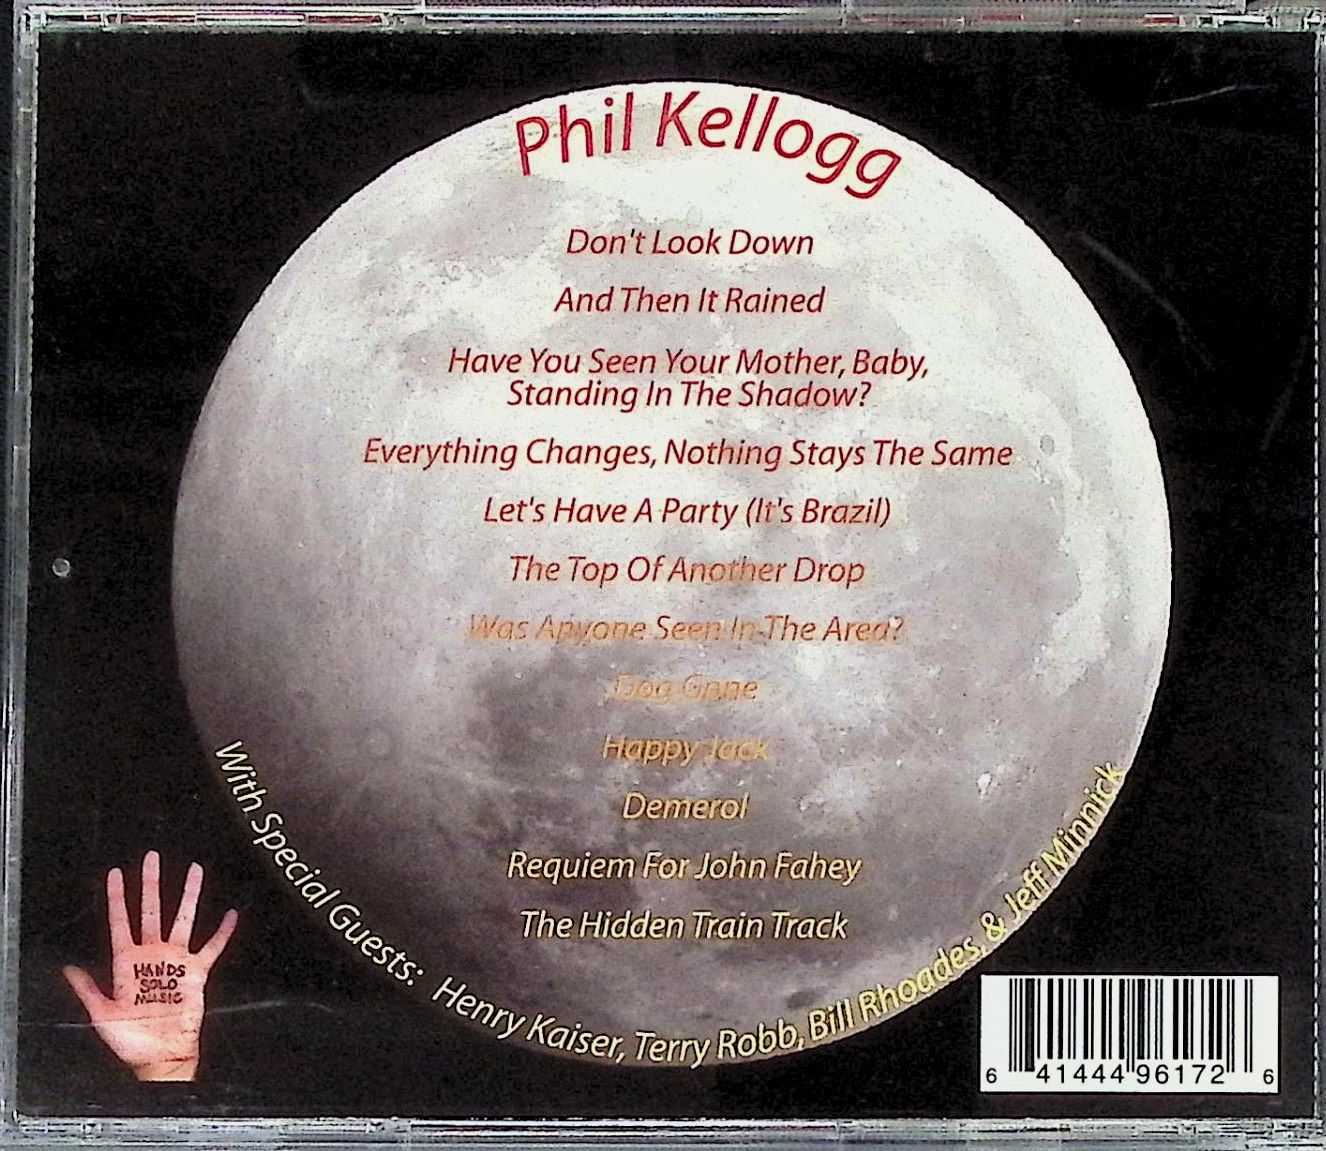 Phil Kellogg
Don't Look Down
And Then It Rained
Have You Seen Your Mother, Baby,
Standing In The Shadow?
Everything Changes, Nothing Stays The Same
Let's Have A Party (It's Brazil)
The Top Of Another Drop
Was Anyone Seen In The Area?
Dog Gone
Happy Jack
Demerol
Requiem For John Fahey
The Hidden Train Track
With Special Guests: Henry Kaiser, Terry Robb, Bill Rhoades, & Jeff Minnick
HANDS
SOLO
MUSIC
6 41444 96172 6